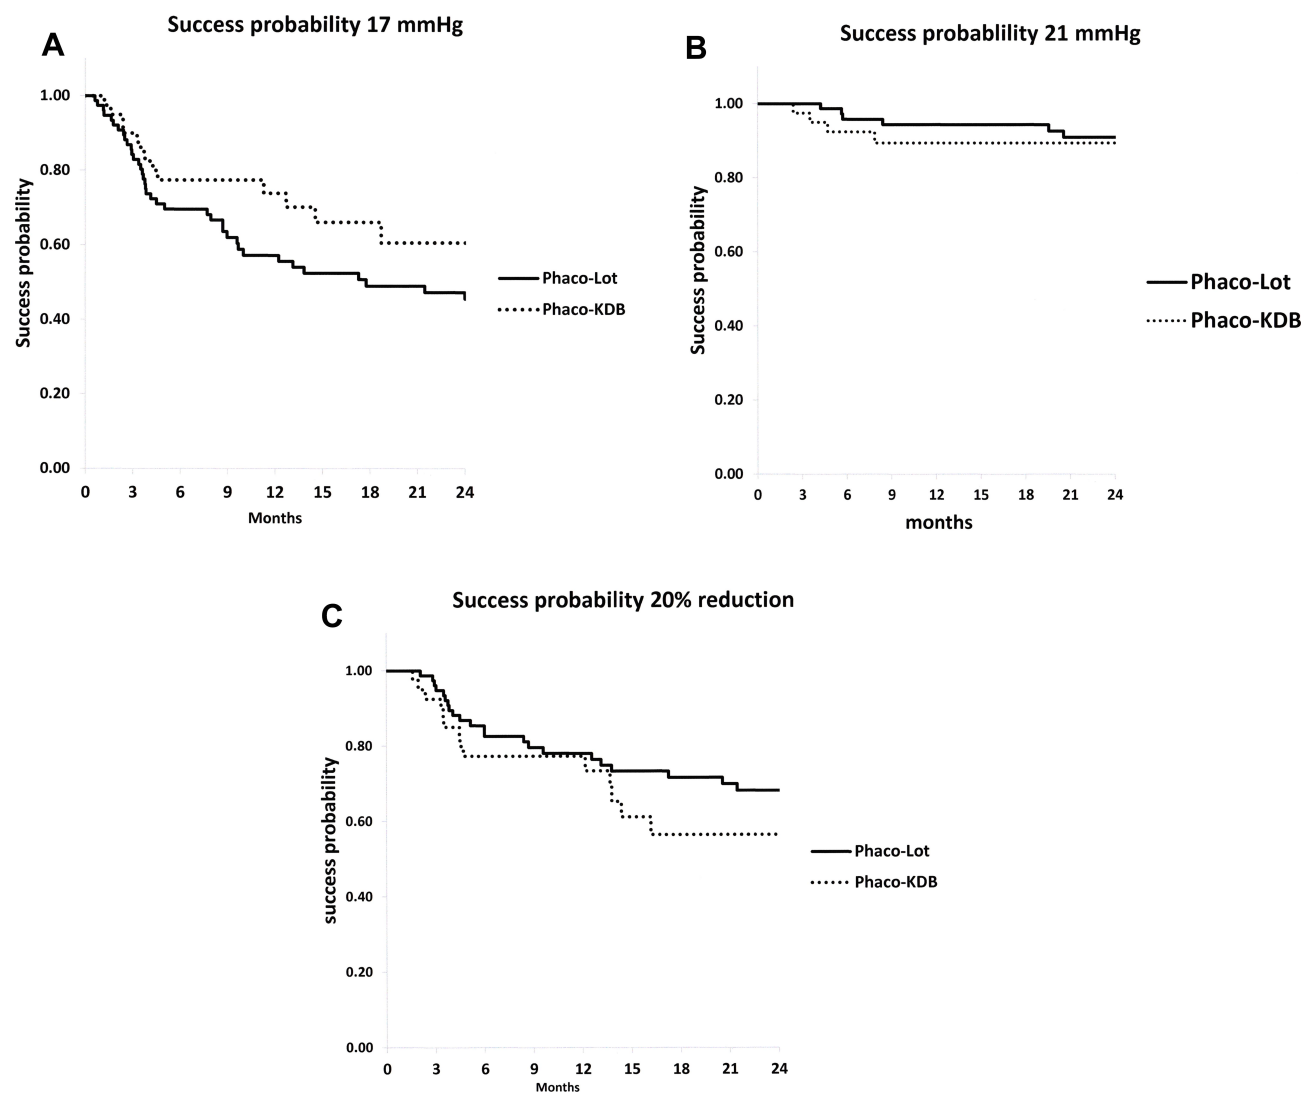 A
Success probability 17 mmHg
Success probability
1.00
0.80
0.60
0.40
0.20
0.00
0 3 6 9 12 15 18 21 24
Months
Phaco-Lot
Phaco-KDB
B
Success probablility 21 mmHg
Success probability
1.00
0.80
0.60
0.40
0.20
0.00
0 3 6 9 12 15 18 21 24
months
Phaco-Lot
Phaco-KDB
C
Success probability 20% reduction
success probability
1.00
0.80
0.60
0.40
0.20
0.00
0 3 6 9 12 15 18 21 24
Months
Phaco-Lot
Phaco-KDB